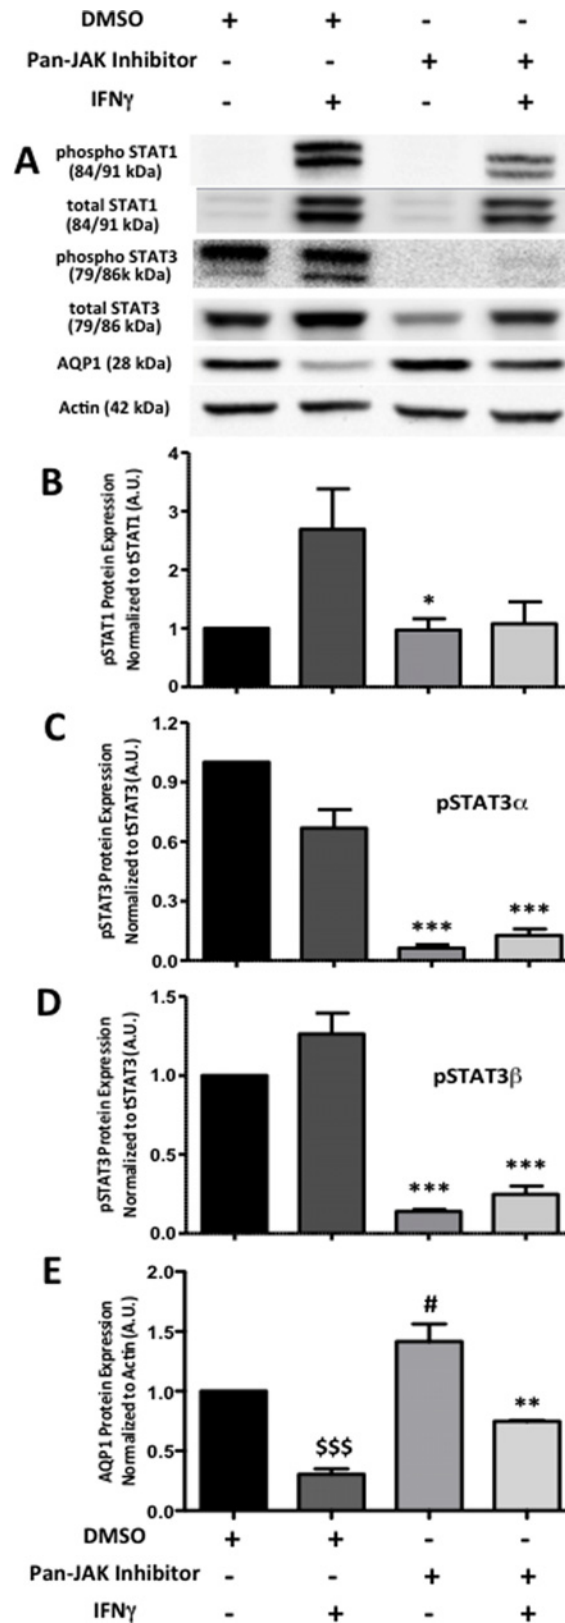 DMSO + + - -
Pan-JAK Inhibitor - - + +
IFNγ - + - +
A
phospho STAT1
(84/91 kDa)
total STAT1
(84/91 kDa)
phospho STAT3
(79/86k kDa)
total STAT3
(79/86 kDa)
AQP1 (28 kDa)
Actin (42 kDa)
B
pSTAT1 Protein Expression
Normalized to tSTAT1 (A.U.)
4
3
2
1
0
*
C
pSTAT3 Protein Expression
Normalized to tSTAT3 (A.U.)
1.2
0.9
0.6
0.3
0.0
pSTAT3α
*** ***
D
pSTAT3 Protein Expression
Normalized to tSTAT3 (A.U.)
1.5
1.0
0.5
0.0
pSTAT3β
*** ***
E
AQP1 Protein Expression
Normalized to Actin (A.U.)
2.0
1.5
1.0
0.5
0.0
$$$ # **
DMSO + + - -
Pan-JAK Inhibitor - - + +
IFNγ - + - +